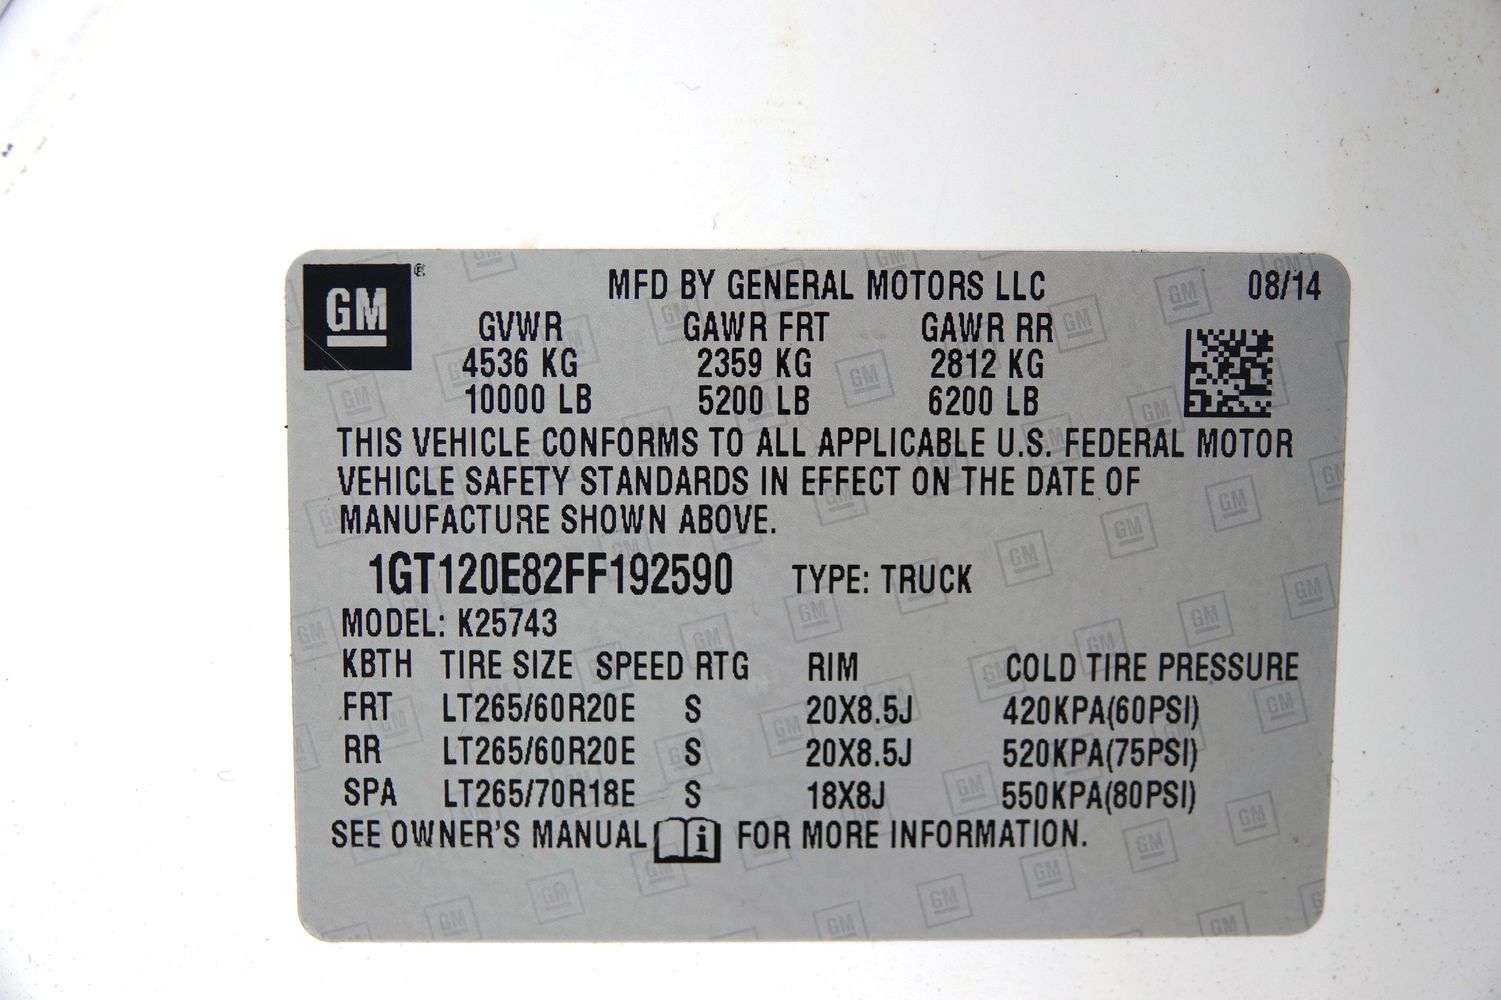 GM ®
MFD BY GENERAL MOTORS LLC 08/14
GVWR GAWR FRT GAWR RR
4536 KG 2359 KG 2812 KG
10000 LB 5200 LB 6200 LB
THIS VEHICLE CONFORMS TO ALL APPLICABLE U.S. FEDERAL MOTOR
VEHICLE SAFETY STANDARDS IN EFFECT ON THE DATE OF
MANUFACTURE SHOWN ABOVE.
1GT120E82FF192590 TYPE: TRUCK
MODEL: K25743
KBTH TIRE SIZE SPEED RTG RIM COLD TIRE PRESSURE
FRT LT265/60R20E S 20X8.5J 420KPA(60PSI)
RR LT265/60R20E S 20X8.5J 520KPA(75PSI)
SPA LT265/70R18E S 18X8J 550KPA(80PSI)
SEE OWNER'S MANUAL i FOR MORE INFORMATION.